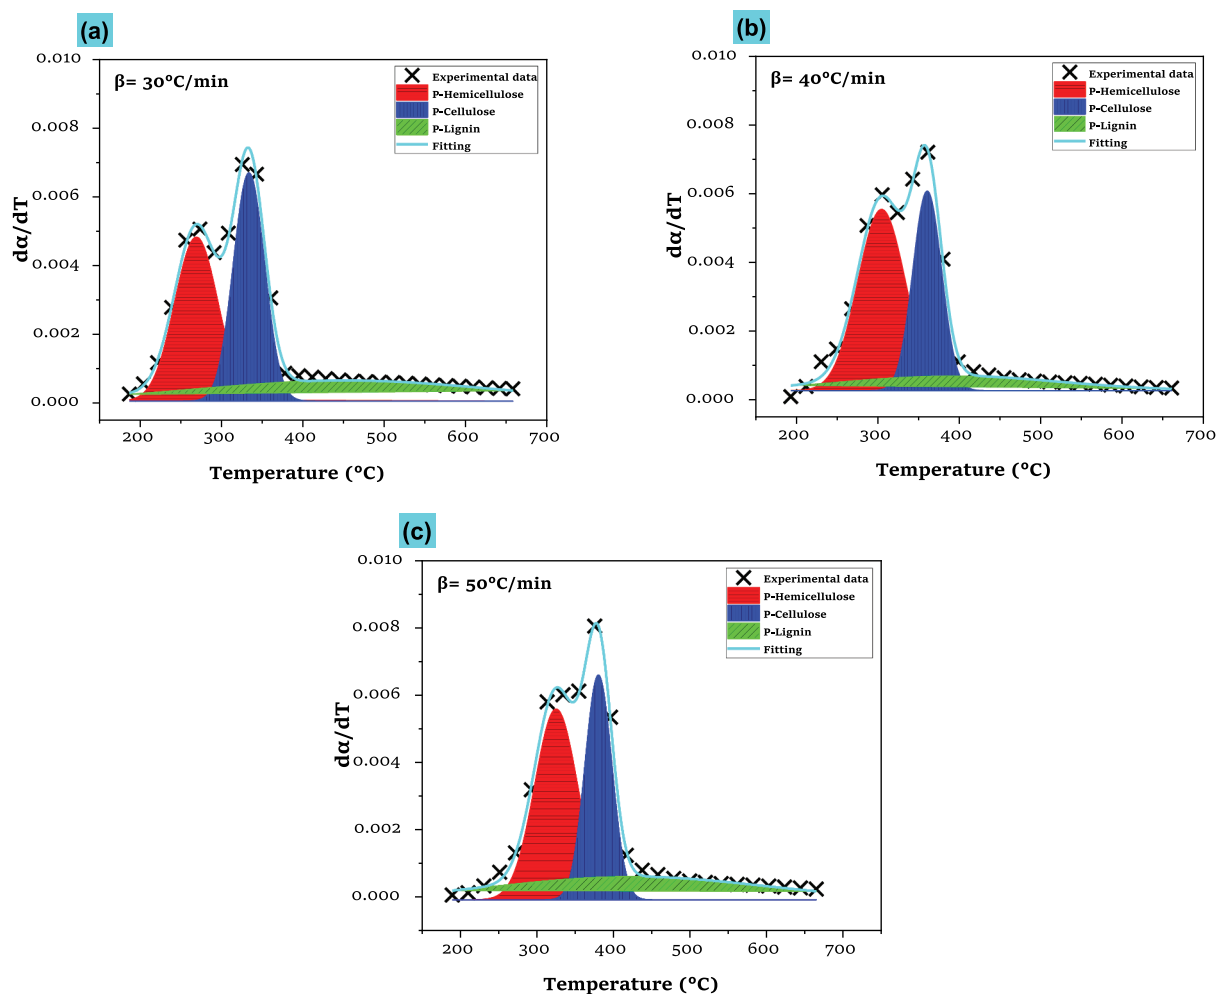 (a)
β= 30°C/min
Experimental data
P-Hemicellulose
P-Cellulose
P-Lignin
Fitting
0.010
0.008
0.006
0.004
0.002
0.000
dα/dT
200 300 400 500 600 700
Temperature (°C)
(b)
β= 40°C/min
Experimental data
P-Hemicellulose
P-Cellulose
P-Lignin
Fitting
0.010
0.008
0.006
0.004
0.002
0.000
dα/dT
200 300 400 500 600 700
Temperature (°C)
(c)
β= 50°C/min
Experimental data
P-Hemicellulose
P-Cellulose
P-Lignin
Fitting
0.010
0.008
0.006
0.004
0.002
0.000
dα/dT
200 300 400 500 600 700
Temperature (°C)